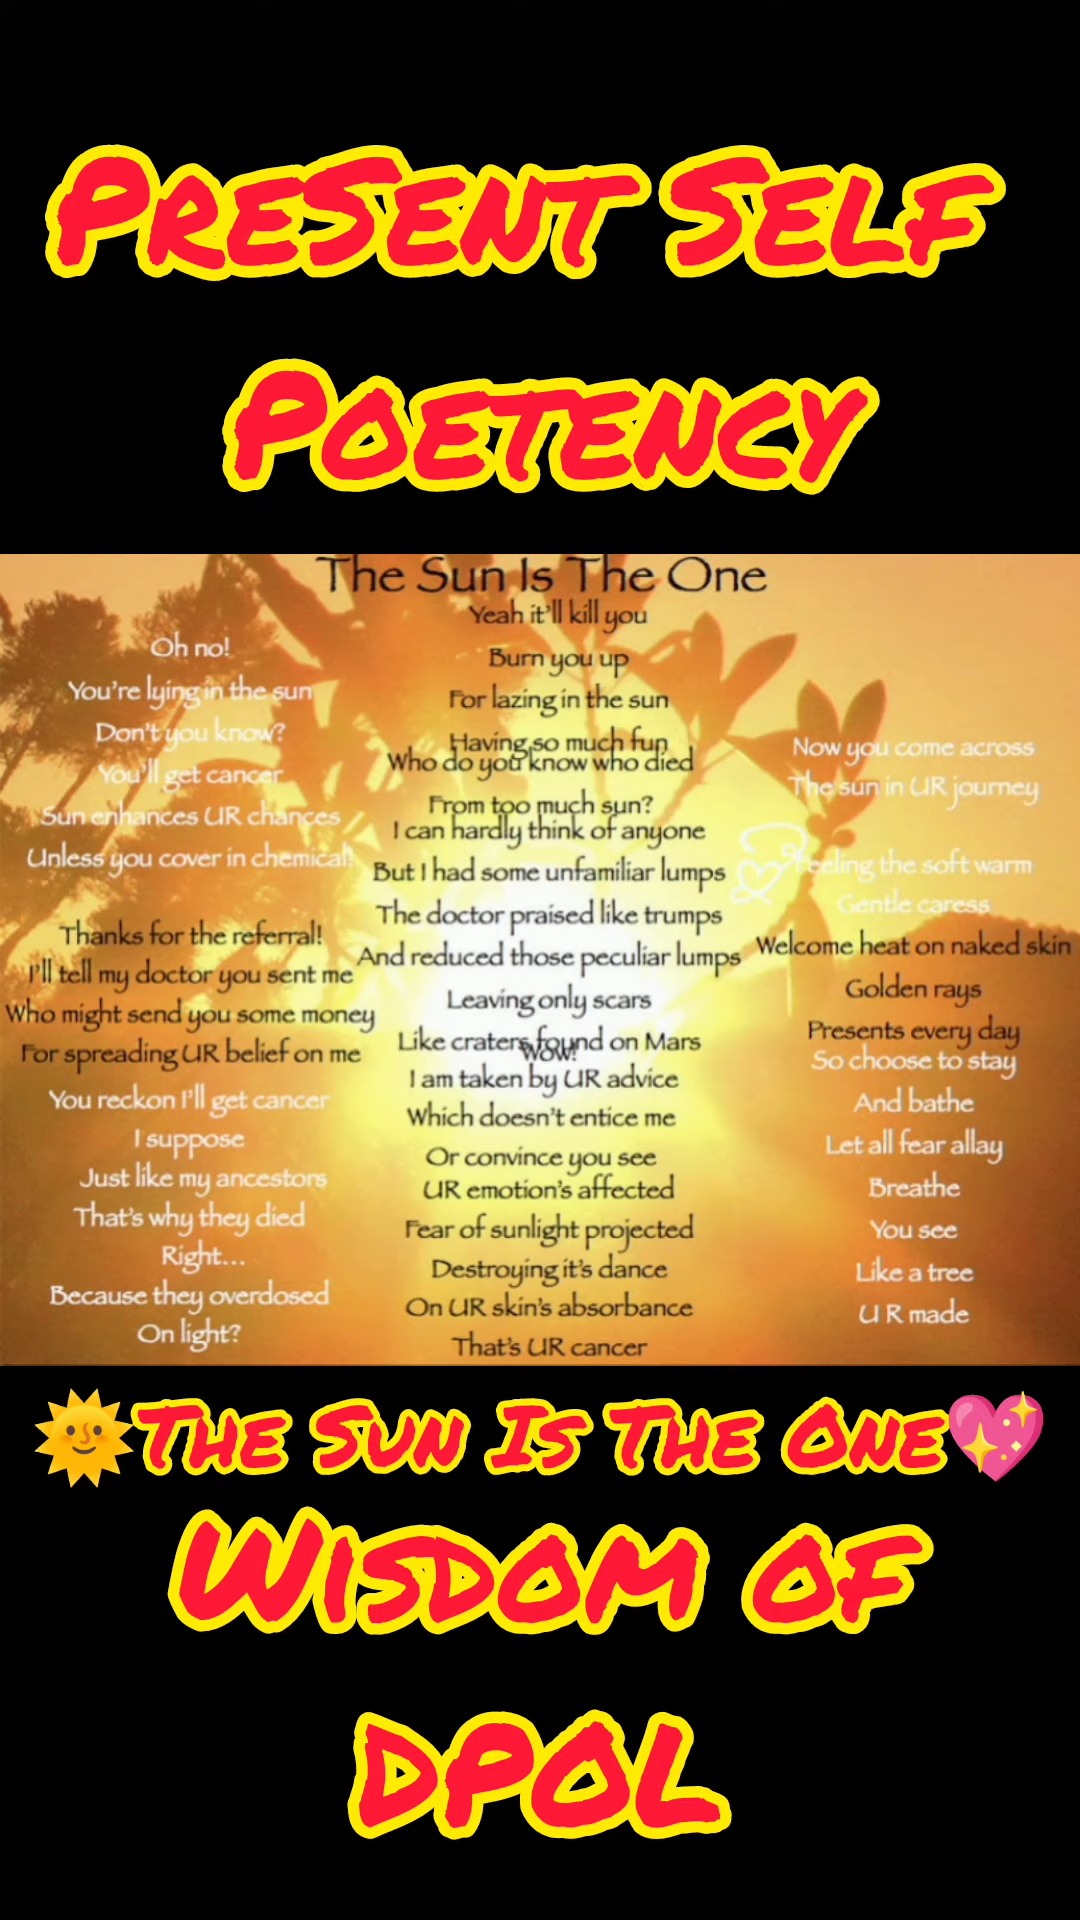 PreSent Self
Poetency
The Sun Is The One
Oh no!
You're lying in the sun
Don't you know?
You'll get cancer
Sun enhances UR chances
Unless you cover in chemical!
Thanks for the referral!
I'll tell my doctor you sent me
Who might send you some money
For spreading UR belief on me
You reckon I'll get cancer
I suppose
Just like my ancestors
That's why they died
Right...
Because they overdosed
On light?
Yeah it'll kill you
Burn you up
For lazing in the sun
Having so much fun
Who do you know who died
From too much sun?
I can hardly think of anyone
But I had some unfamiliar lumps
The doctor praised like trumps
And reduced those peculiar lumps
Leaving only scars
Like craters found on Mars
Wow!
I am taken by UR advice
Which doesn't entice me
Or convince you see
UR emotion's affected
Fear of sunlight projected
Destroying it's dance
On UR skin's absorbance
That's UR cancer
Now you come across
The sun in UR journey
Feeling the soft warm
Gentle caress
Welcome heat on naked skin
Golden rays
Presents every day
So choose to stay
And bathe
Let all fear allay
Breathe
You see
Like a tree
U R made
🌞The Sun Is The One💖
Wisdom of
DPOL